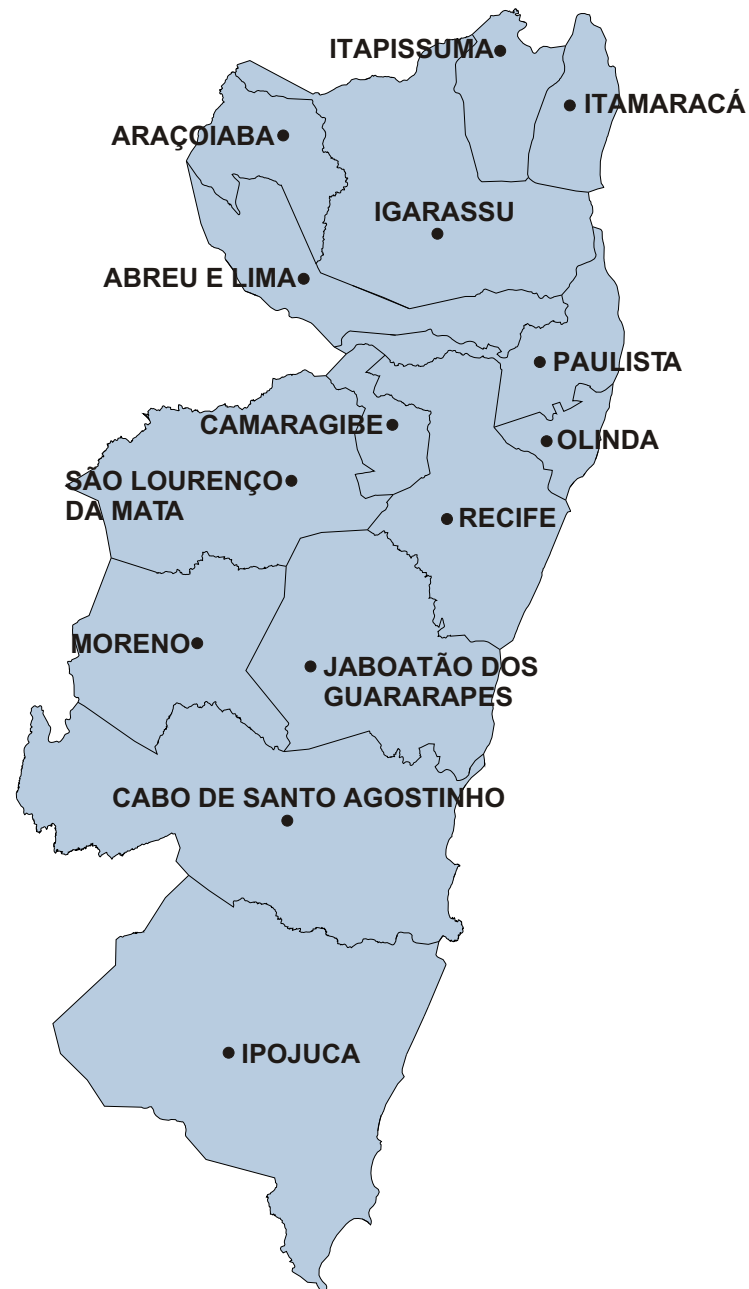 ITAPISSUMA
ITAMARACÁ
ARAÇOIABA
IGARASSU
ABREU E LIMA
PAULISTA
CAMARAGIBE
OLINDA
SÃO LOURENÇO
DA MATA
RECIFE
MORENO
JABOATÃO DOS
GUARARAPES
CABO DE SANTO AGOSTINHO
IPOJUCA